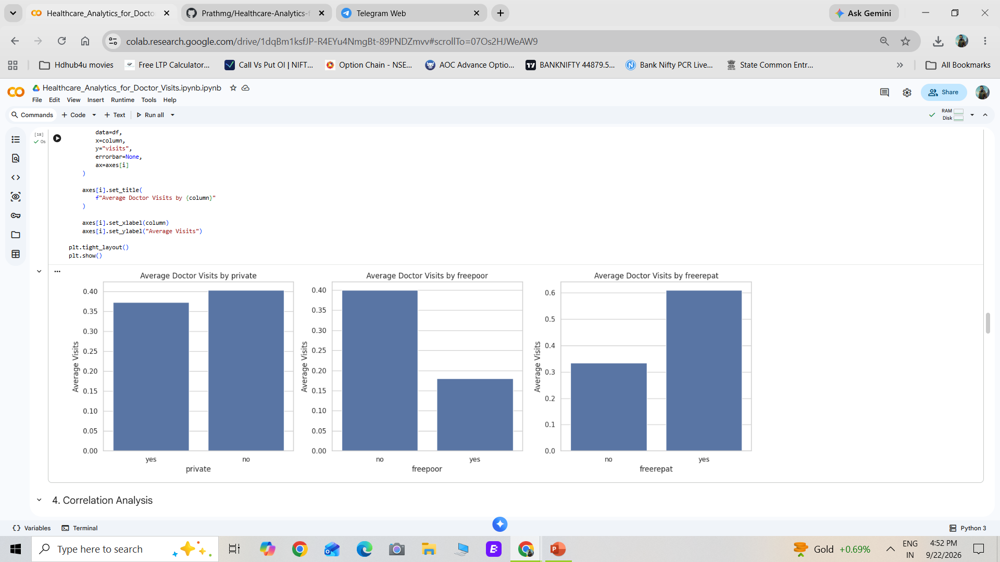 Healthcare_Analytics_for_Docto
Prathmg/Healthcare-Analytics-f
Telegram Web
Ask Gemini
colab.research.google.com/drive/1dqBm1ksfJP-R4EYu4NmgBt-89PNDZmvv#scrollTo=07Os2HJWeAW9
Hdhub4u movies
Free LTP Calculator...
Call Vs Put OI | NIFT...
Option Chain - NSE...
AOC Advance Optio...
BANKNIFTY 44879.5...
Bank Nifty PCR Live...
State Common Entr...
All Bookmarks
Healthcare_Analytics_for_Doctor_Visits.ipynb.ipynb
File Edit View Insert Runtime Tools Help
Share
Commands + Code + Text Run all
RAM
Disk
[18]
0s
data=df,
x=column,
y="visits",
errorbar=None,
ax=axes[i]
)
axes[i].set_title(
f"Average Doctor Visits by {column}"
)
axes[i].set_xlabel(column)
axes[i].set_ylabel("Average Visits")
plt.tight_layout()
plt.show()
Average Doctor Visits by private
0.40
0.35
0.30
0.25
0.20
0.15
0.10
0.05
0.00
Average Visits
yes no
private
Average Doctor Visits by freepoor
0.40
0.35
0.30
0.25
0.20
0.15
0.10
0.05
0.00
Average Visits
no yes
freepoor
Average Doctor Visits by freerepat
0.6
0.5
0.4
0.3
0.2
0.1
0.0
Average Visits
no yes
freerepat
4. Correlation Analysis
Variables
Terminal
Python 3
Type here to search
Gold +0.69%
ENG
IN
4:52 PM
9/22/2026